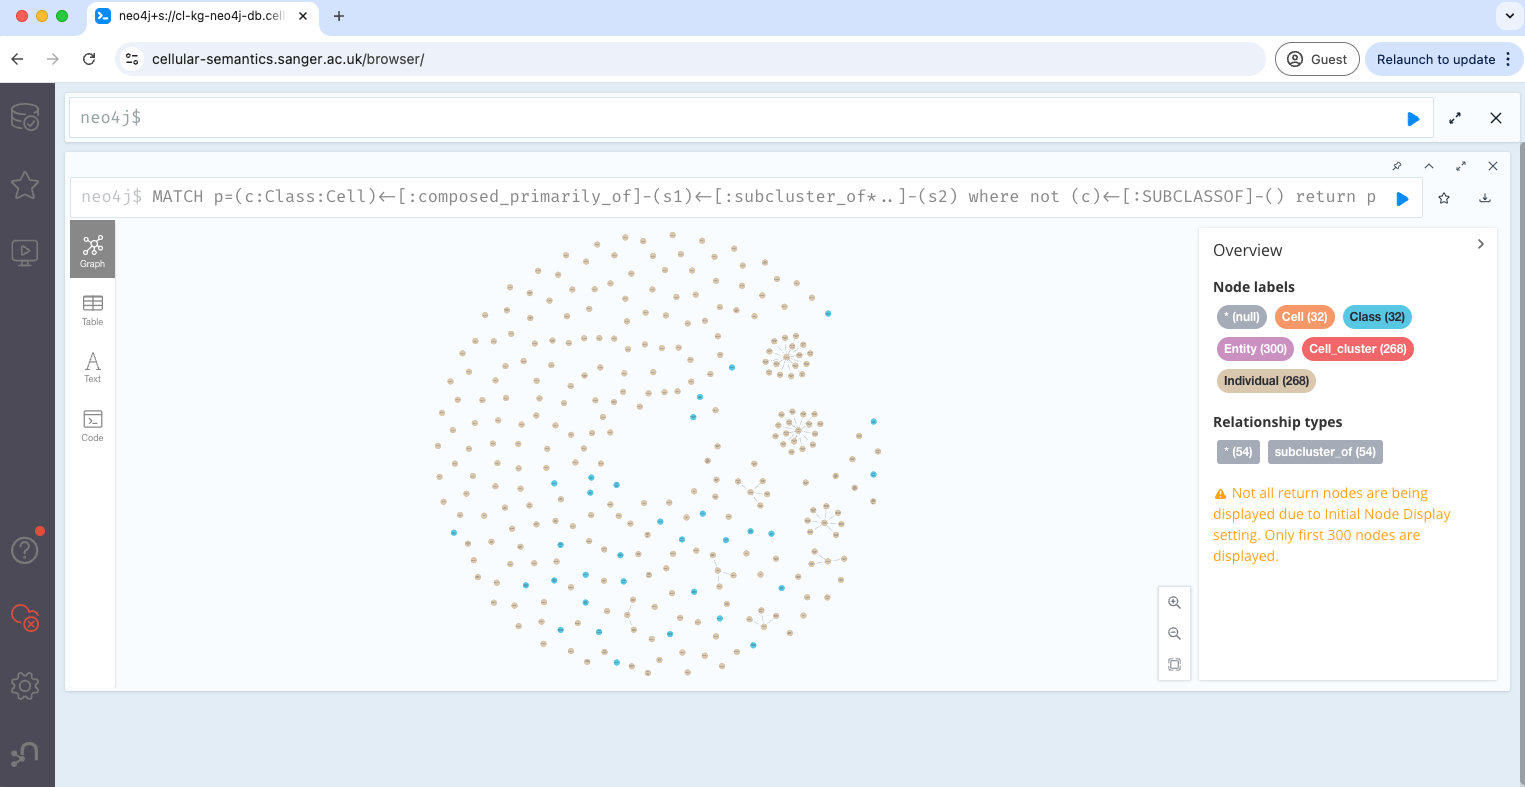 neo4j+s://cl-kg-neo4j-db.cell
cellular-semantics.sanger.ac.uk/browser/
Guest
Relaunch to update
neo4j$
neo4j$ MATCH p=(c:Class:Cell)<-[:composed_primarily_of]-(s1)<-[:subcluster_of*..]-(s2) where not (c)<-[:SUBCLASSOF]-() return p
Graph
Table
Text
Code
Overview
Node labels
* (null)
Cell (32)
Class (32)
Entity (300)
Cell_cluster (268)
Individual (268)
Relationship types
* (54)
subcluster_of (54)
Not all return nodes are being
displayed due to Initial Node Display
setting. Only first 300 nodes are
displayed.